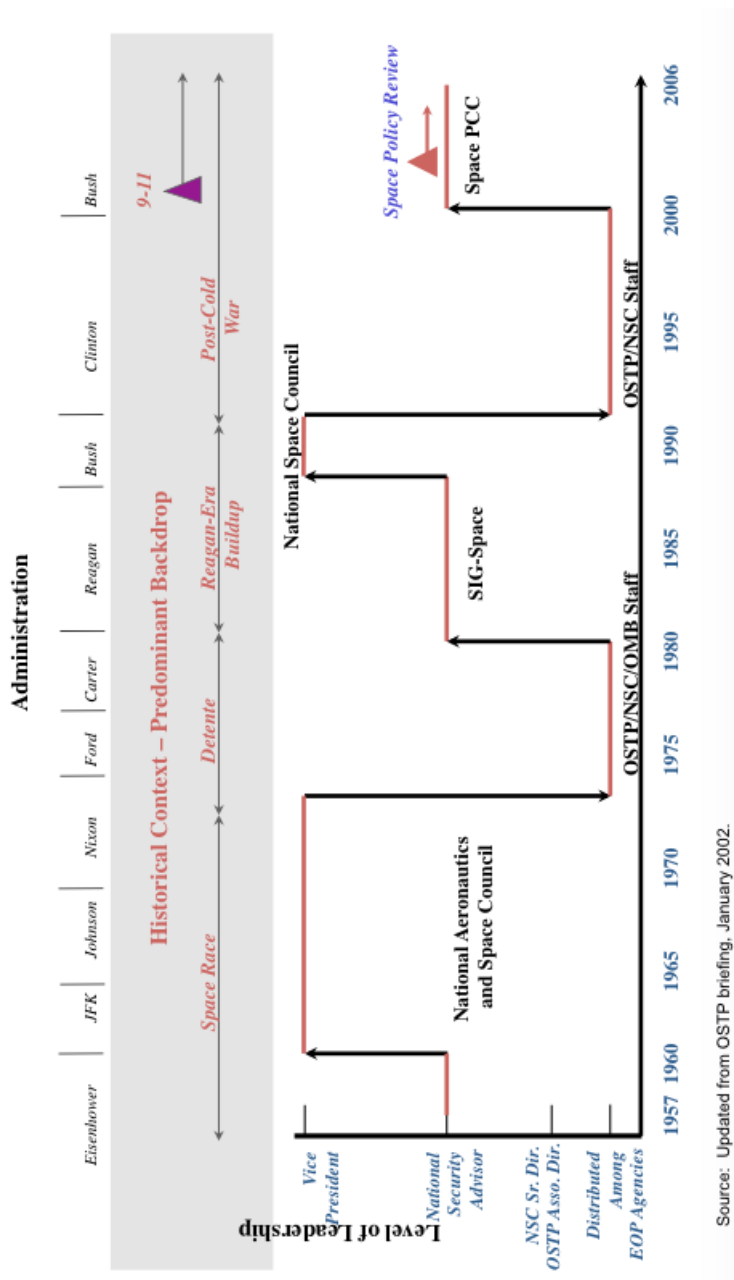 Administration
Eisenhower
JFK
Johnson
Nixon
Ford
Carter
Reagan
Bush
Clinton
Bush
Historical Context – Predominant Backdrop
9-11
Space Race
Detente
Reagan-Era
Buildup
Post-Cold
War
Level of Leadership
Vice
President
National
Security
Advisor
NSC Sr. Dir.
OSTP Asso. Dir.
Distributed
Among
EOP Agencies
National Aeronautics
and Space Council
OSTP/NSC/OMB Staff
SIG-Space
National Space Council
OSTP/NSC Staff
Space Policy Review
Space PCC
1957
1960
1965
1970
1975
1980
1985
1990
1995
2000
2006
Source: Updated from OSTP briefing, January 2002.